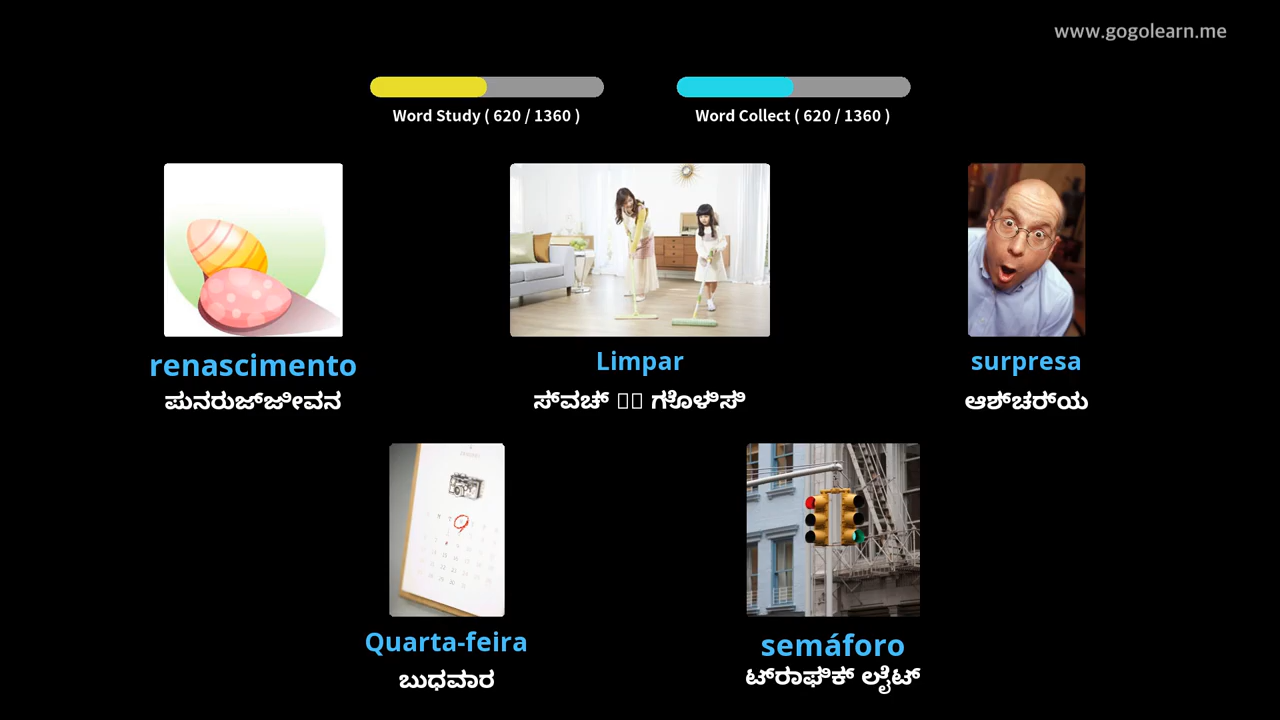 www.gogolearn.me
Word Study ( 620 / 1360 )
Word Collect ( 620 / 1360 )
renascimento
ಪುನರುಜ್ಜೀವನ
Limpar
ಸ್ವಚ್ ಗೊಳಿಸಿ
surpresa
ಆಶ್ಚರ್ಯ
Quarta-feira
ಬುಧವಾರ
semáforo
ಟ್ರಾಫಿಕ್ ಲೈಟ್